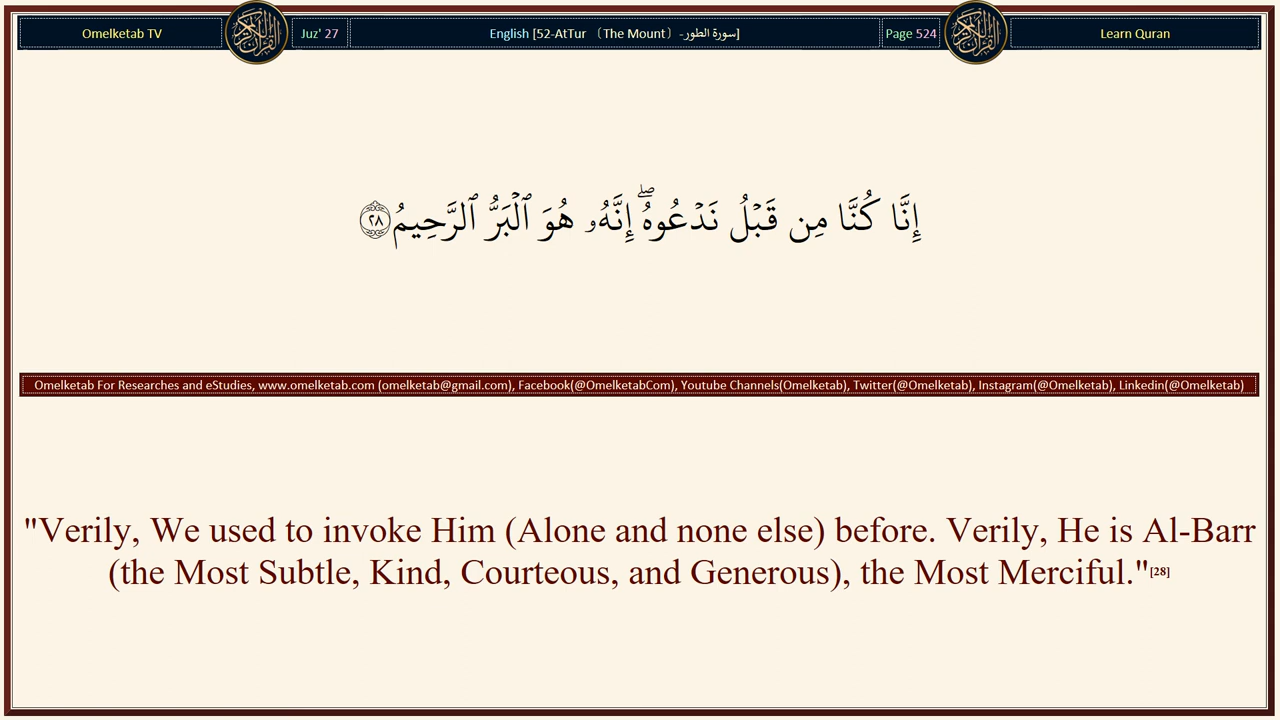 Omelketab TV
Juz' 27
English [52-AtTur （The Mount） -سورة الطور]
Page 524
Learn Quran
إِنَّا كُنَّا مِن قَبْلُ نَدْعُوهُ ۖ إِنَّهُۥ هُوَ ٱلْبَرُّ ٱلرَّحِيمُ ٢٨
Omelketab For Researches and eStudies, www.omelketab.com (omelketab@gmail.com), Facebook(@OmelketabCom), Youtube Channels(Omelketab), Twitter(@Omelketab), Instagram(@Omelketab), Linkedin(@Omelketab)
"Verily, We used to invoke Him (Alone and none else) before. Verily, He is Al-Barr
(the Most Subtle, Kind, Courteous, and Generous), the Most Merciful."[28]